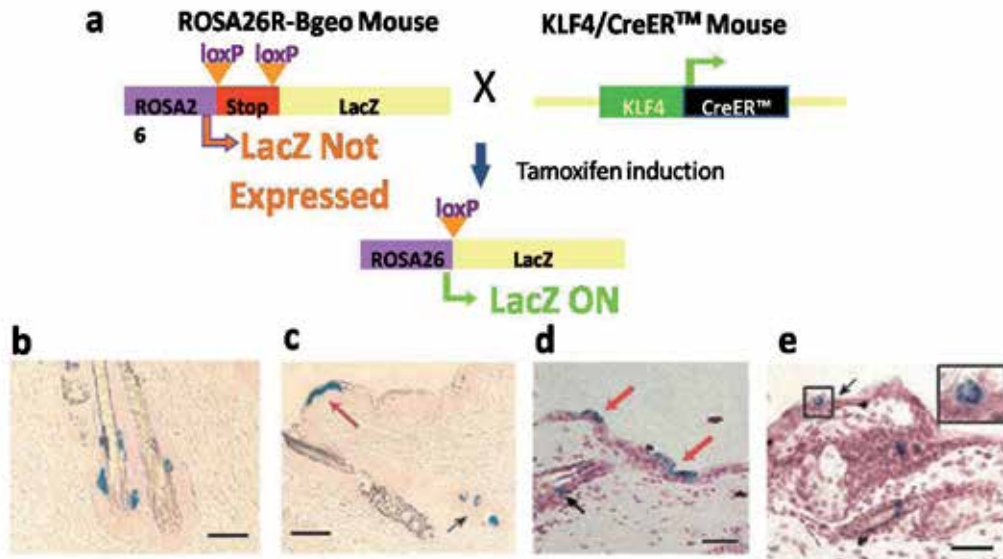 a
ROSA26R-Bgeo Mouse
KLF4/CreER™ Mouse
loxP loxP
ROSA2
6
Stop
LacZ
X
KLF4
CreER™
LacZ Not
Expressed
Tamoxifen induction
loxP
ROSA26
LacZ
LacZ ON
b
c
d
e